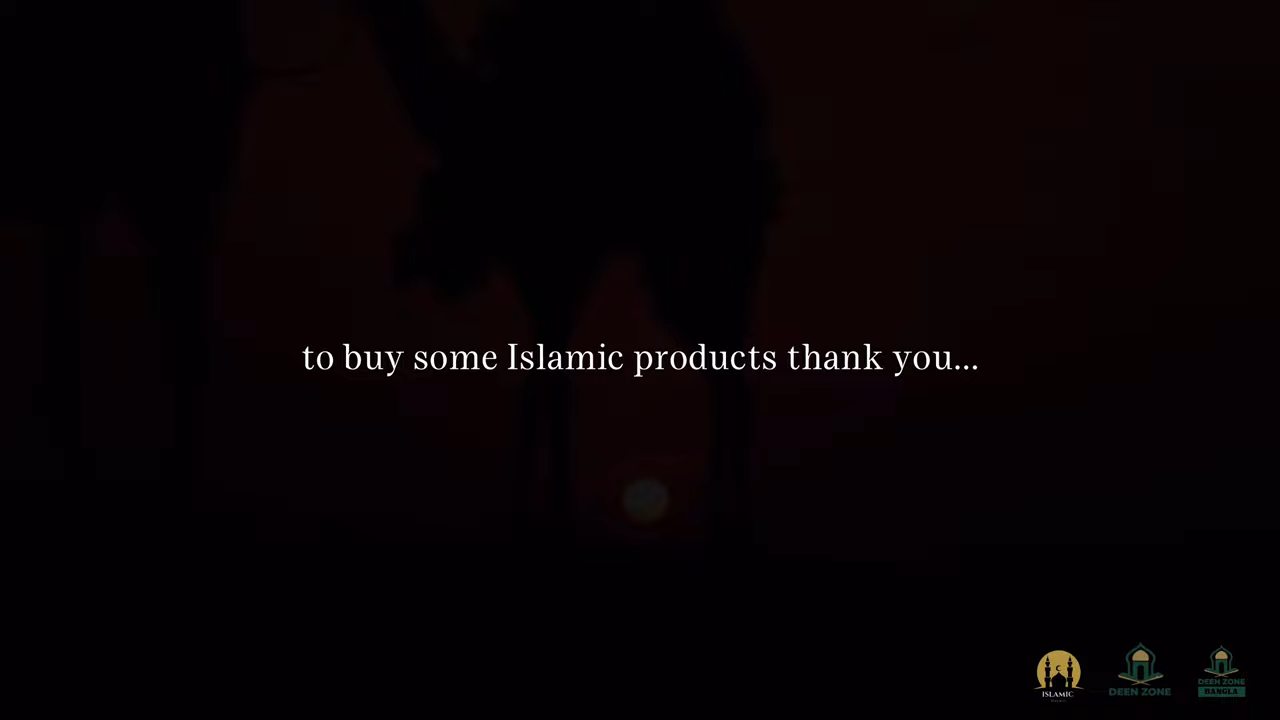 to buy some Islamic products thank you...
ISLAMIC
DEEN ZONE
DEEN ZONE
BANGLA